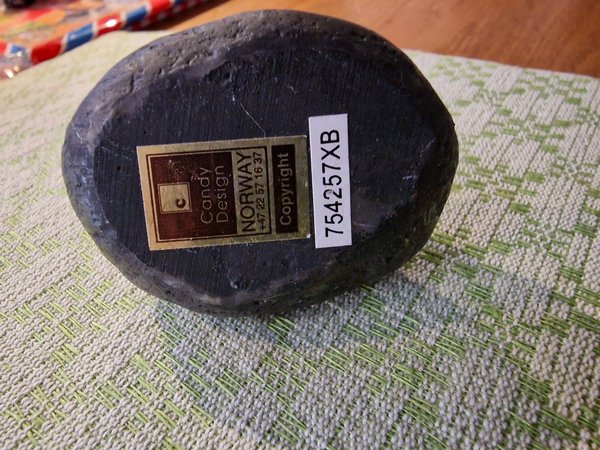 C
Candy
Design
NORWAY
+47 22 57 16 37
Copyright
754257XB